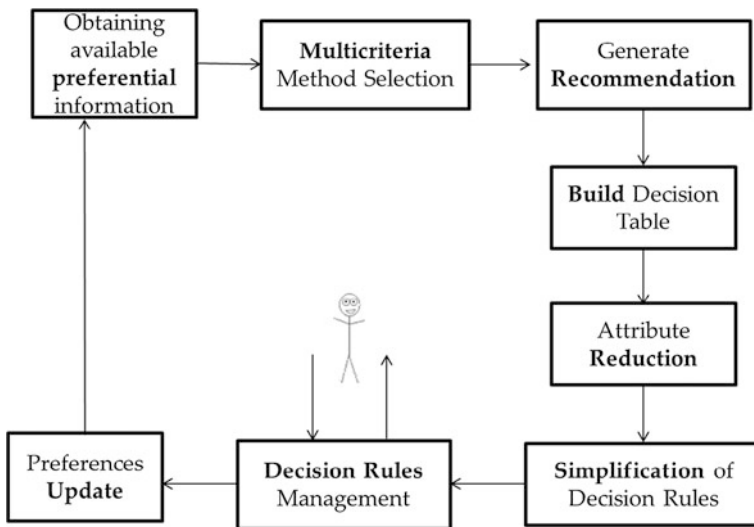 Obtaining
available
preferential
information
Multicriteria
Method Selection
Generate
Recommendation
Build Decision
Table
Attribute
Reduction
Simplification of
Decision Rules
Decision Rules
Management
Preferences
Update